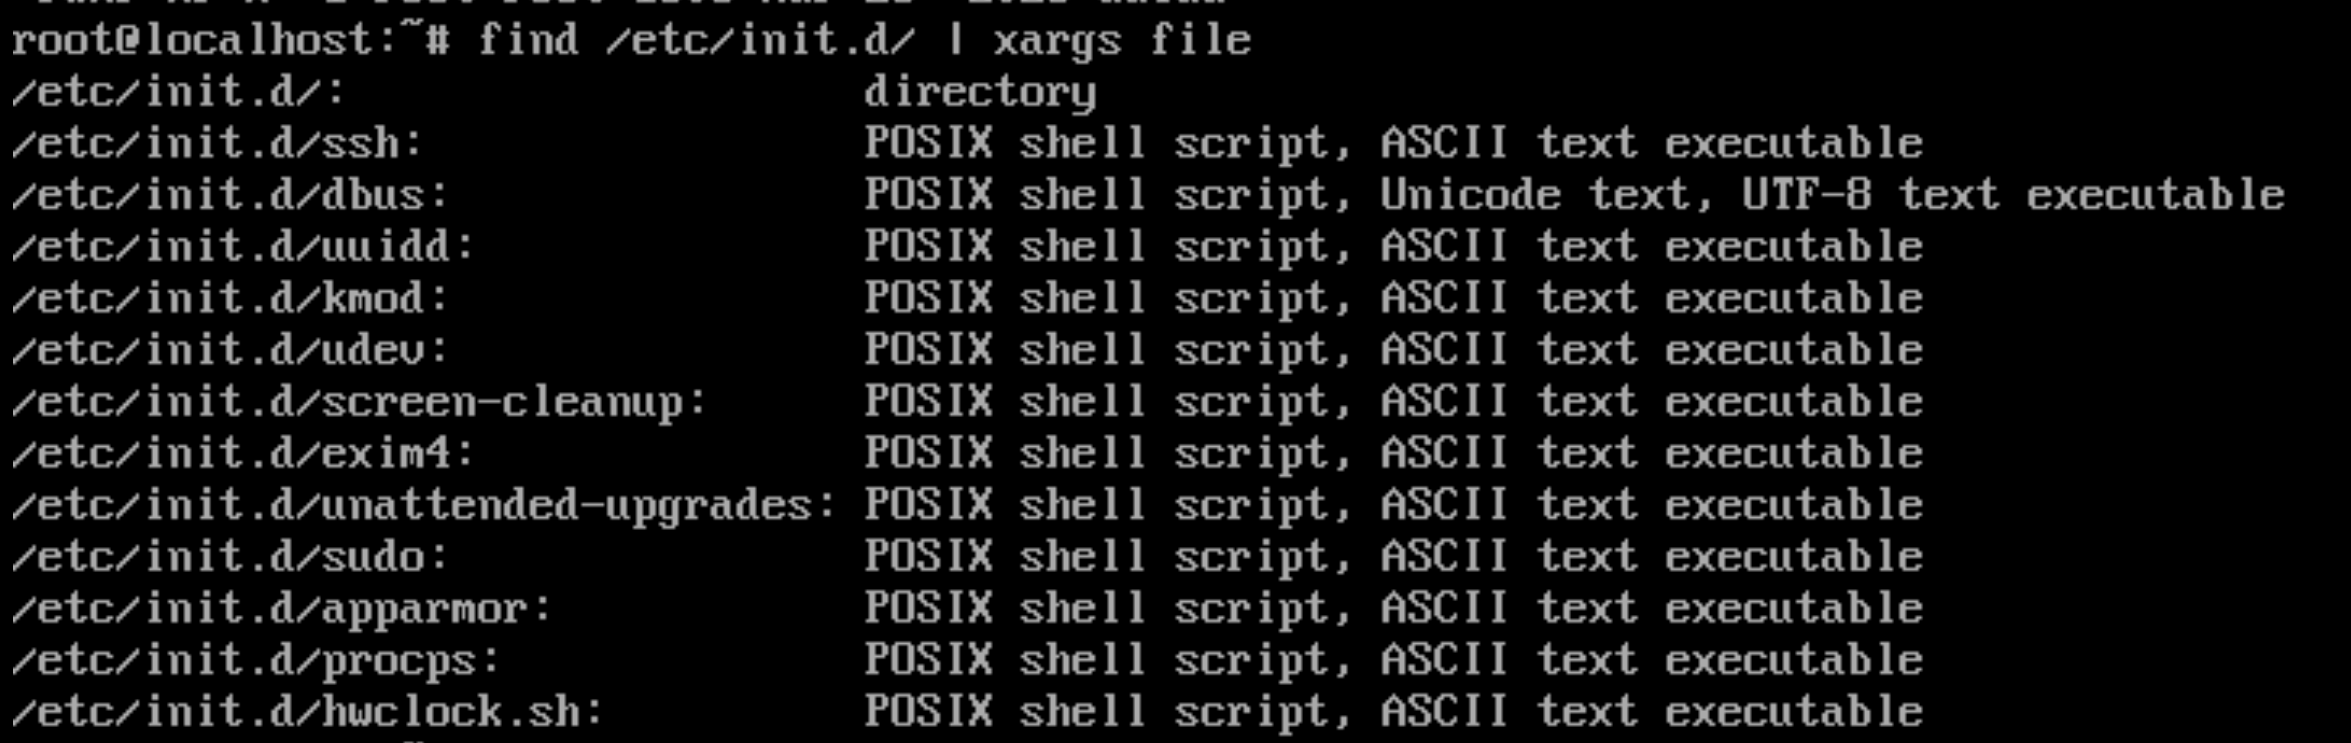 root@localhost:~# find /etc/init.d/ | xargs file
/etc/init.d/:                    directory
/etc/init.d/ssh:                 POSIX shell script, ASCII text executable
/etc/init.d/dbus:                POSIX shell script, Unicode text, UTF-8 text executable
/etc/init.d/uuidd:               POSIX shell script, ASCII text executable
/etc/init.d/kmod:                POSIX shell script, ASCII text executable
/etc/init.d/udev:                POSIX shell script, ASCII text executable
/etc/init.d/screen-cleanup:      POSIX shell script, ASCII text executable
/etc/init.d/exim4:               POSIX shell script, ASCII text executable
/etc/init.d/unattended-upgrades: POSIX shell script, ASCII text executable
/etc/init.d/sudo:                POSIX shell script, ASCII text executable
/etc/init.d/apparmor:            POSIX shell script, ASCII text executable
/etc/init.d/procps:              POSIX shell script, ASCII text executable
/etc/init.d/hwclock.sh:          POSIX shell script, ASCII text executable